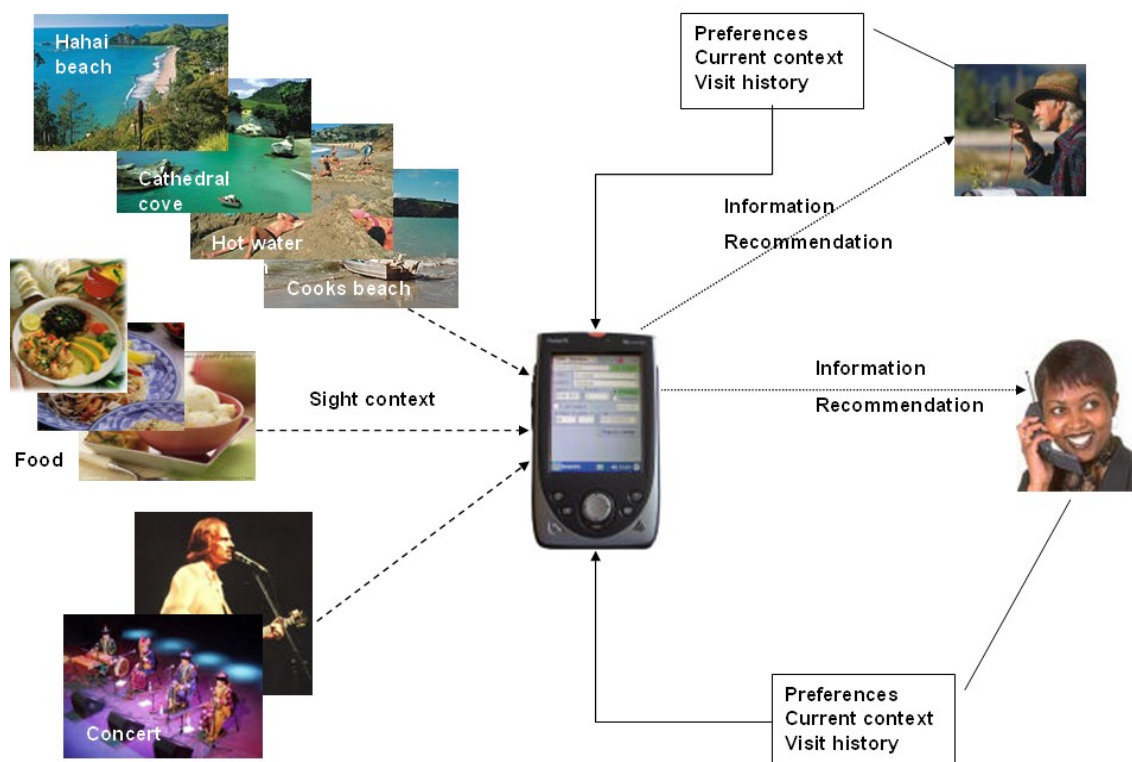 Hahai
beach
Cathedral
cove
Hot water
Cooks beach
Food
Concert
Sight context
Preferences
Current context
Visit history
Information
Recommendation
Information
Recommendation
Preferences
Current context
Visit history